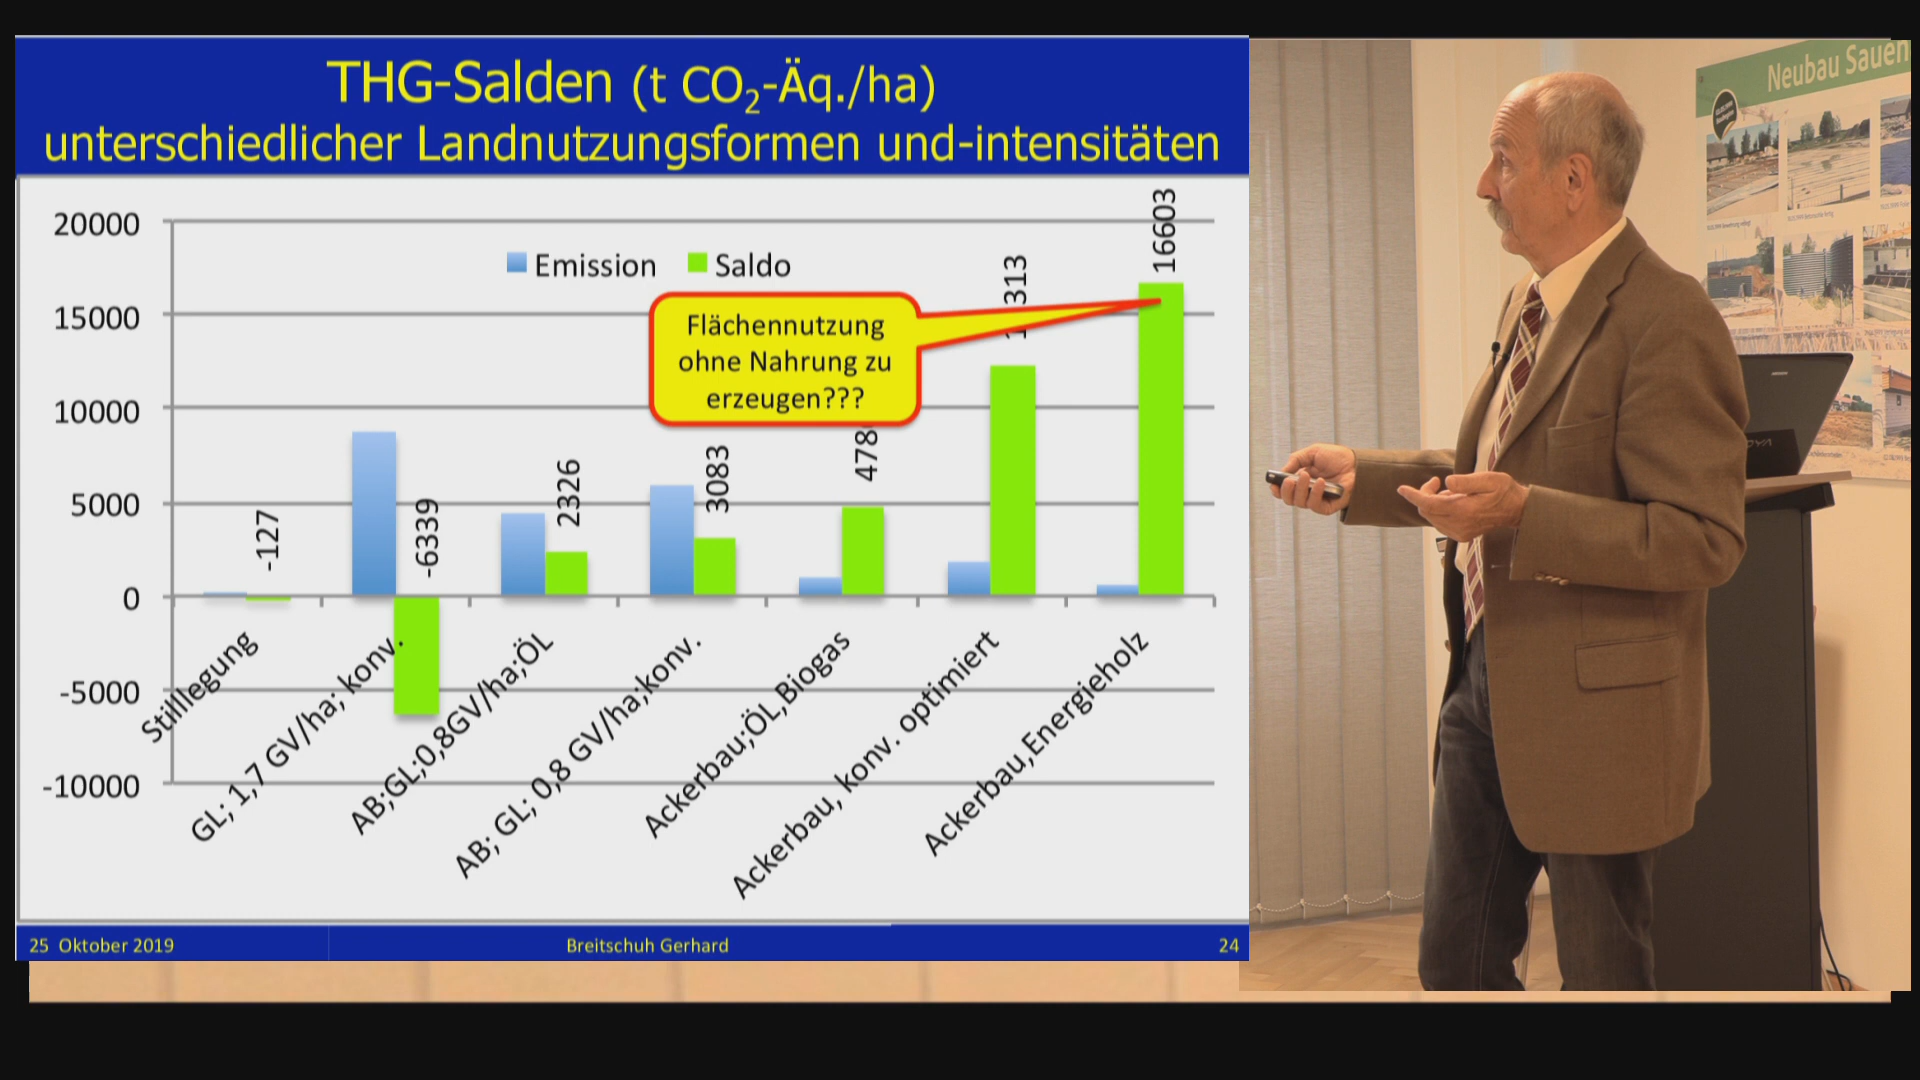 THG-Salden (t CO₂-Äq./ha)
unterschiedlicher Landnutzungsformen und-intensitäten
20000
15000
10000
5000
0
-5000
-10000
Emission
Saldo
Flächennutzung
ohne Nahrung zu
erzeugen???
-127
-6339
2326
3083
478
313
16603
Stilllegung
GL; 1,7 GV/ha; konv.
AB;GL;0,8GV/ha;ÖL
AB; GL; 0,8 GV/ha;konv.
Ackerbau;ÖL,Biogas
Ackerbau, konv. optimiert
Ackerbau,Energieholz
25 Oktober 2019
Breitschuh Gerhard
24
Neubau Sauen